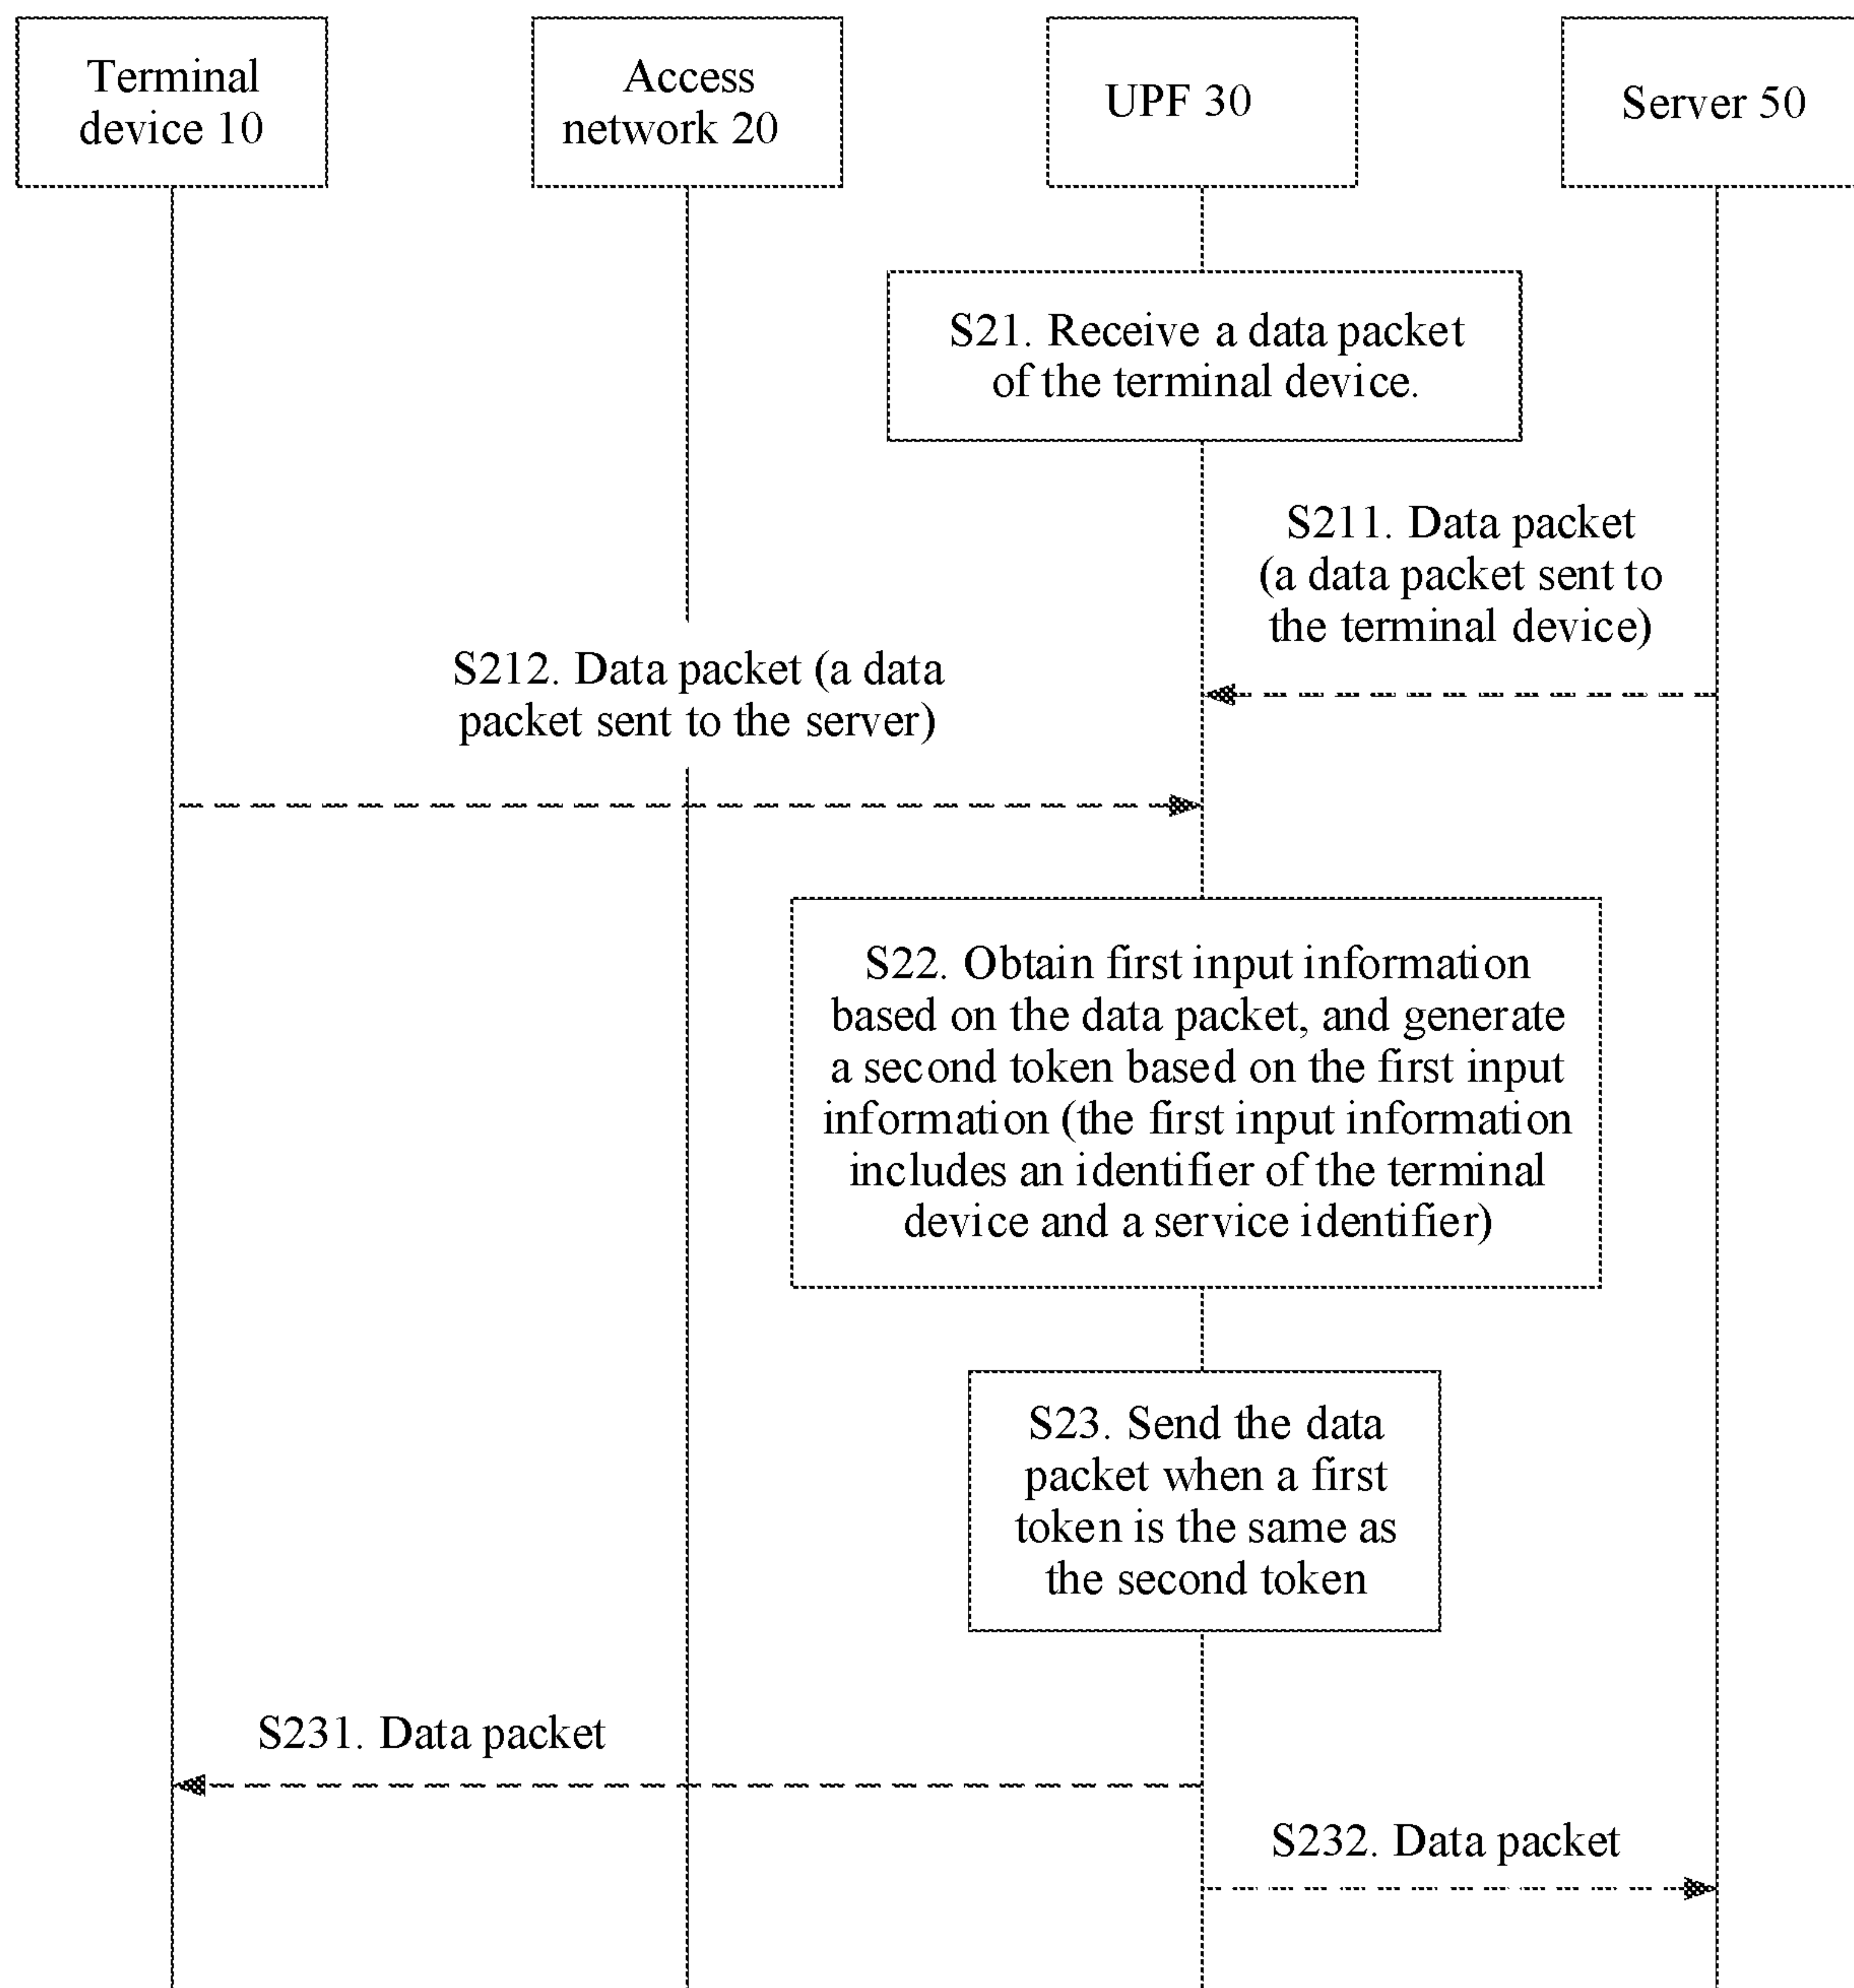 Terminal
device 10
Access
network 20
UPF 30
Server 50
S21. Receive a data packet
of the terminal device.
S211. Data packet
(a data packet sent to
the terminal device)
S212. Data packet (a data
packet sent to the server)
S22. Obtain first input information
based on the data packet, and generate
a second token based on the first input
information (the first input information
includes an identifier of the terminal
device and a service identifier)
S23. Send the data
packet when a first
token is the same as
the second token
S231. Data packet
S232. Data packet